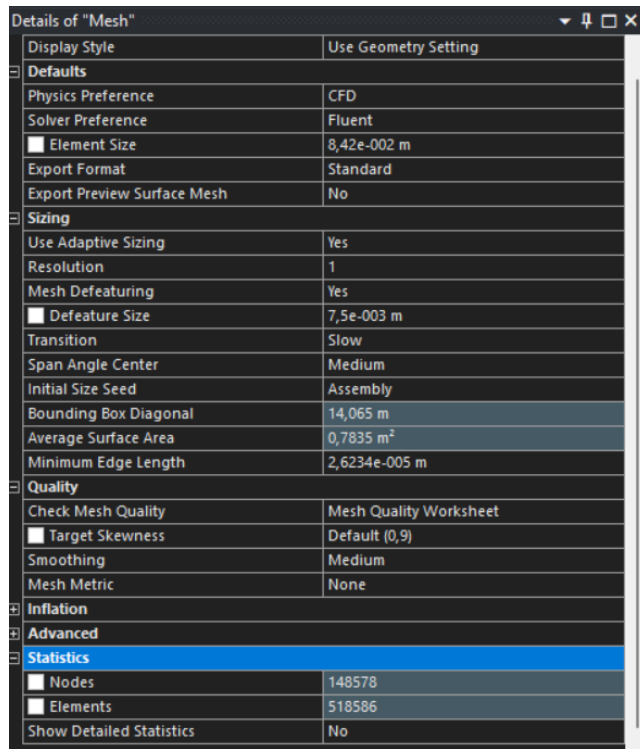 Details of "Mesh"
Display Style Use Geometry Setting
Defaults
Physics Preference CFD
Solver Preference Fluent
Element Size 8,42e-002 m
Export Format Standard
Export Preview Surface Mesh No
Sizing
Use Adaptive Sizing Yes
Resolution 1
Mesh Defeaturing Yes
Defeature Size 7,5e-003 m
Transition Slow
Span Angle Center Medium
Initial Size Seed Assembly
Bounding Box Diagonal 14,065 m
Average Surface Area 0,7835 m²
Minimum Edge Length 2,6234e-005 m
Quality
Check Mesh Quality Mesh Quality Worksheet
Target Skewness Default (0,9)
Smoothing Medium
Mesh Metric None
Inflation
Advanced
Statistics
Nodes 148578
Elements 518586
Show Detailed Statistics No